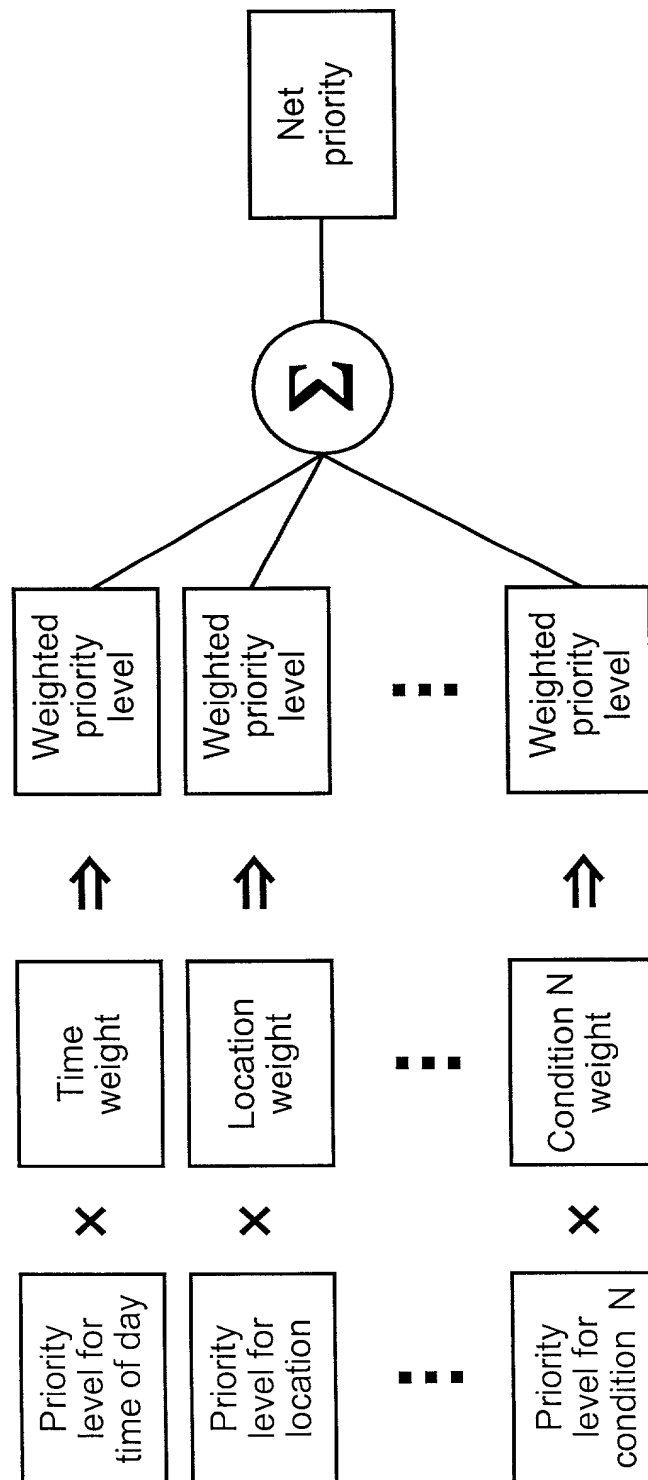 Priority
level for
time of day
×
Time
weight
⇒
Weighted
priority
level
Priority
level for
location
×
Location
weight
⇒
Weighted
priority
level
Priority
level for
condition N
×
Condition N
weight
⇒
Weighted
priority
level
Σ
Net
priority